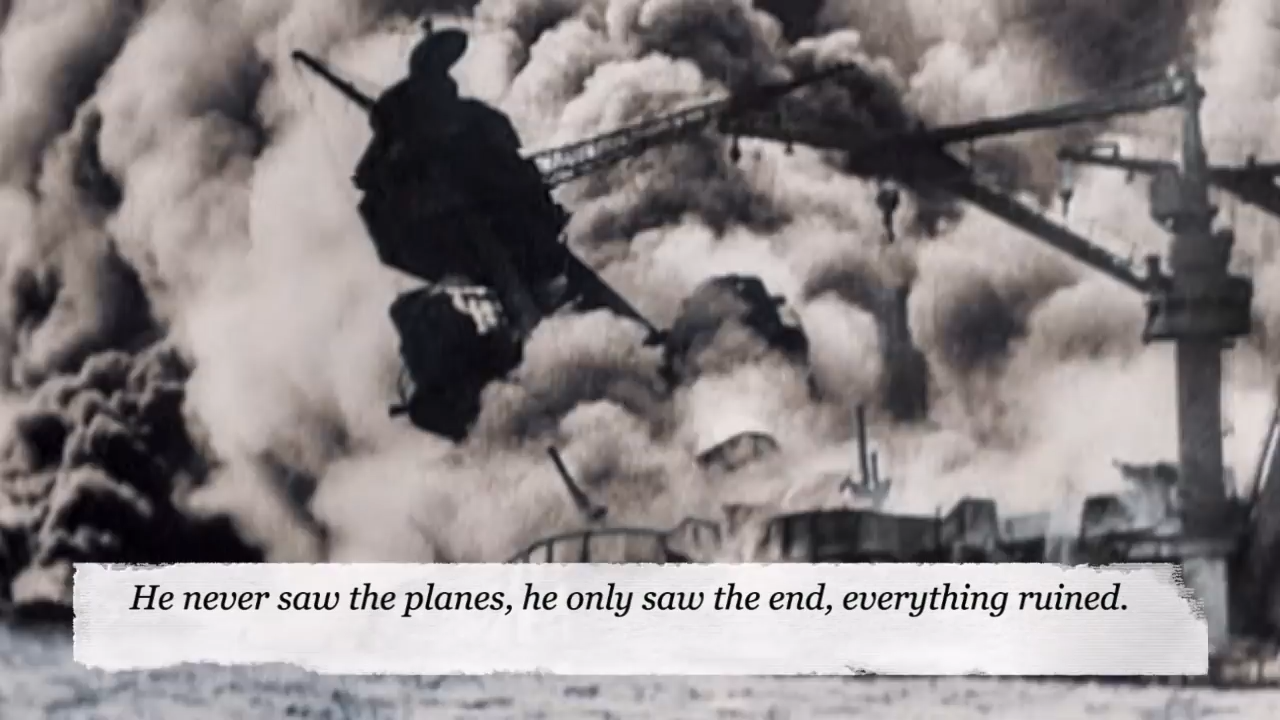 He never saw the planes, he only saw the end, everything ruined.